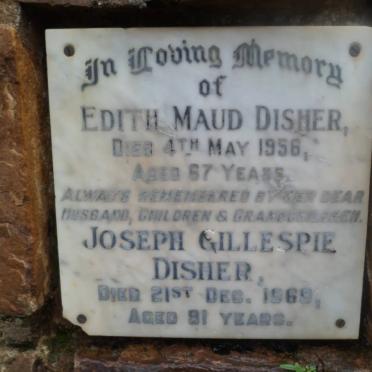 In Loving Memory
of
EDITH MAUD DISHER,
DIED 4TH MAY 1956,
AGED 67 YEARS.
ALWAYS REMEMBERED BY HER DEAR
HUSBAND, CHILDREN & GRANDCHILDREN.
JOSEPH GILLESPIE
DISHER,
DIED 21ST DEC. 1969,
AGED 81 YEARS.